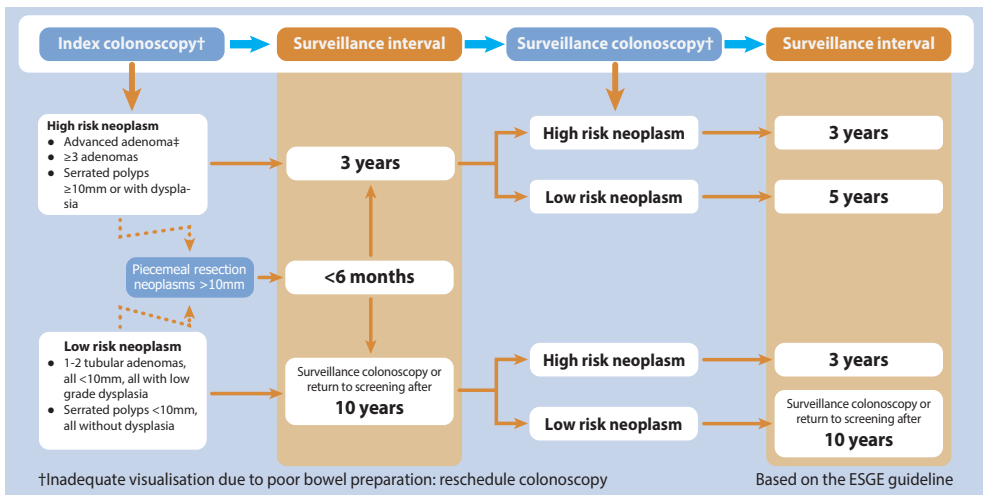 Index colonoscopy†
Surveillance interval
Surveillance colonoscopy†
Surveillance interval
High risk neoplasm
● Advanced adenoma‡
● ≥3 adenomas
● Serrated polyps
≥10mm or with dyspla-
sia
3 years
High risk neoplasm
3 years
Low risk neoplasm
5 years
Piecemeal resection
neoplasms >10mm
<6 months
Low risk neoplasm
● 1-2 tubular adenomas,
all <10mm, all with low
grade dysplasia
● Serrated polyps <10mm,
all without dysplasia
Surveillance colonoscopy or
return to screening after
10 years
High risk neoplasm
3 years
Low risk neoplasm
Surveillance colonoscopy or
return to screening after
10 years
†Inadequate visualisation due to poor bowel preparation: reschedule colonoscopy
Based on the ESGE guideline